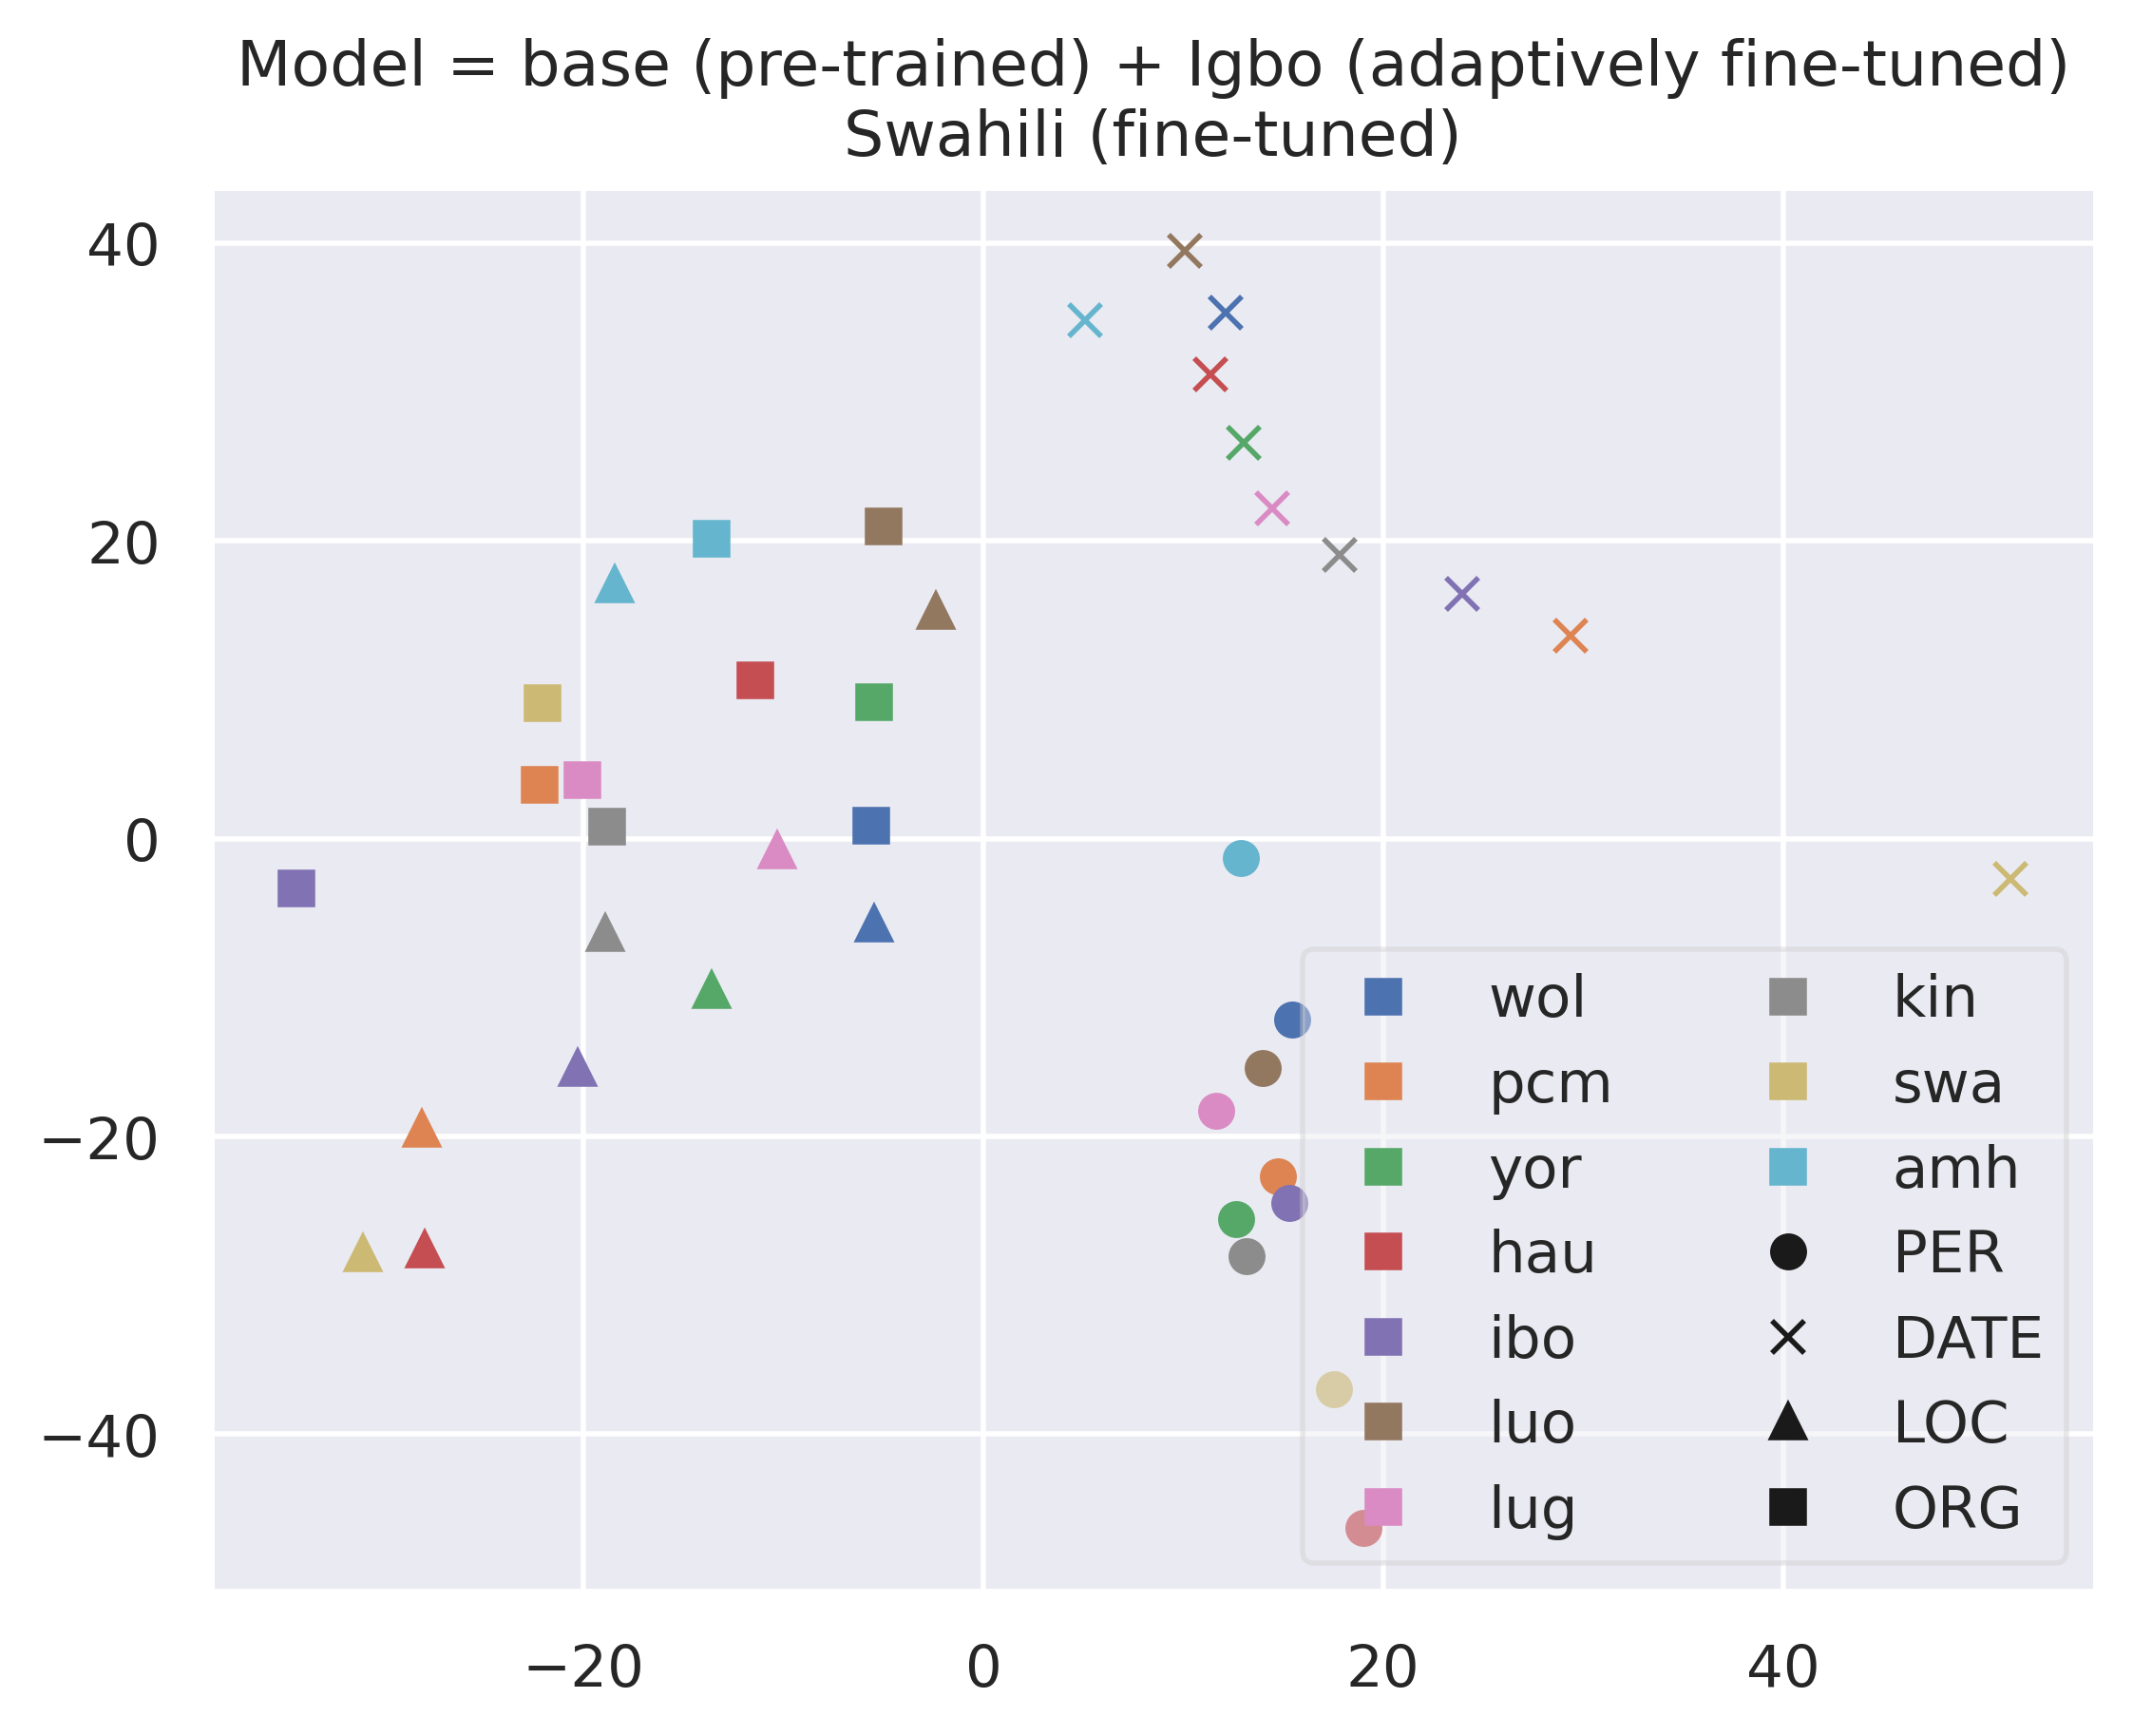 Model = base (pre-trained) + Igbo (adaptively fine-tuned)
Swahili (fine-tuned)
40
20
0
−20
−40
−20
0
20
40
wol
pcm
yor
hau
ibo
luo
lug
kin
swa
amh
PER
DATE
LOC
ORG